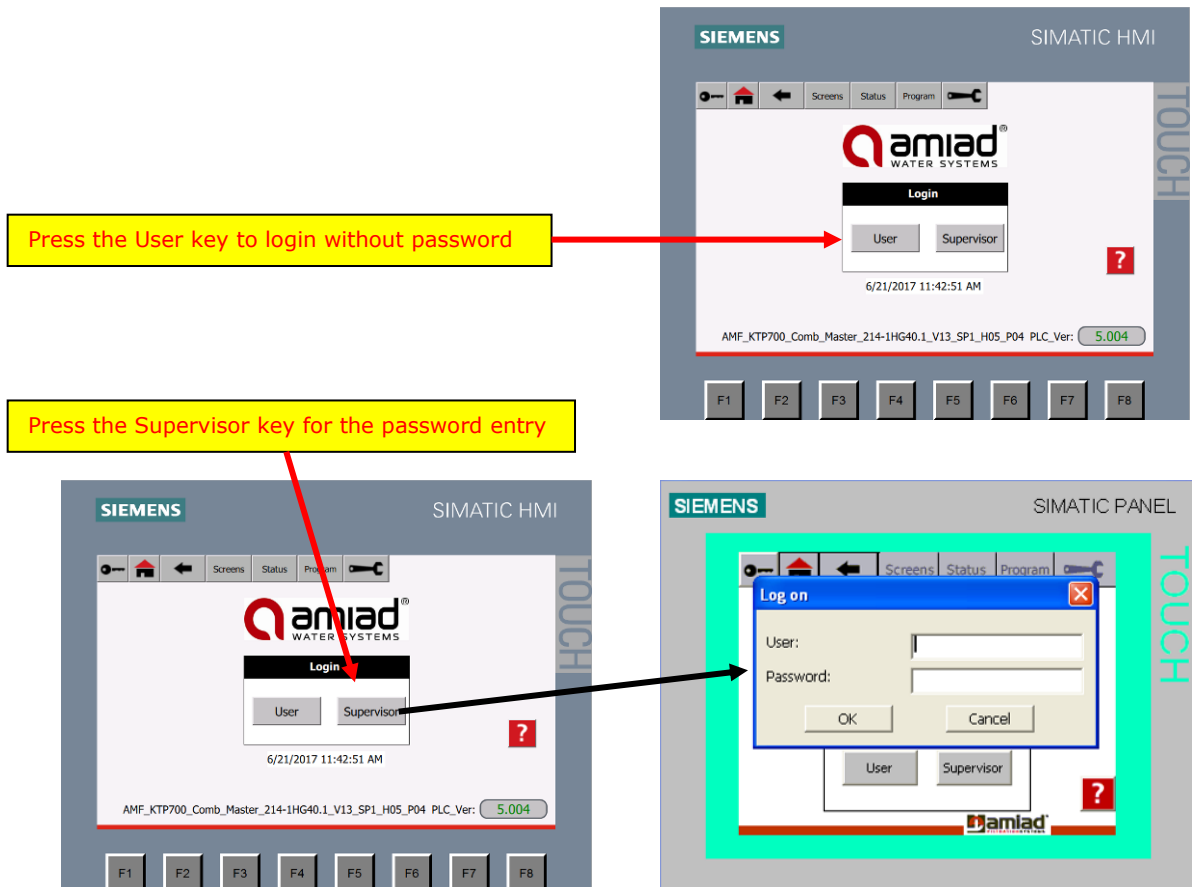 SIEMENS
SIMATIC HMI
TOUCH
Screens Status Program
amiad®
WATER SYSTEMS
Login
User Supervisor
?
6/21/2017 11:42:51 AM
AMF_KTP700_Comb_Master_214-1HG40.1_V13_SP1_H05_P04 PLC_Ver: 5.004
F1 F2 F3 F4 F5 F6 F7 F8
Press the User key to login without password
Press the Supervisor key for the password entry
SIEMENS
SIMATIC HMI
TOUCH
Screens Status Program
amiad®
WATER SYSTEMS
Login
User Supervisor
?
6/21/2017 11:42:51 AM
AMF_KTP700_Comb_Master_214-1HG40.1_V13_SP1_H05_P04 PLC_Ver: 5.004
F1 F2 F3 F4 F5 F6 F7 F8
SIEMENS
SIMATIC PANEL
TOUCH
Screens Status Program
Log on
User:
Password:
OK Cancel
User Supervisor
?
amiad